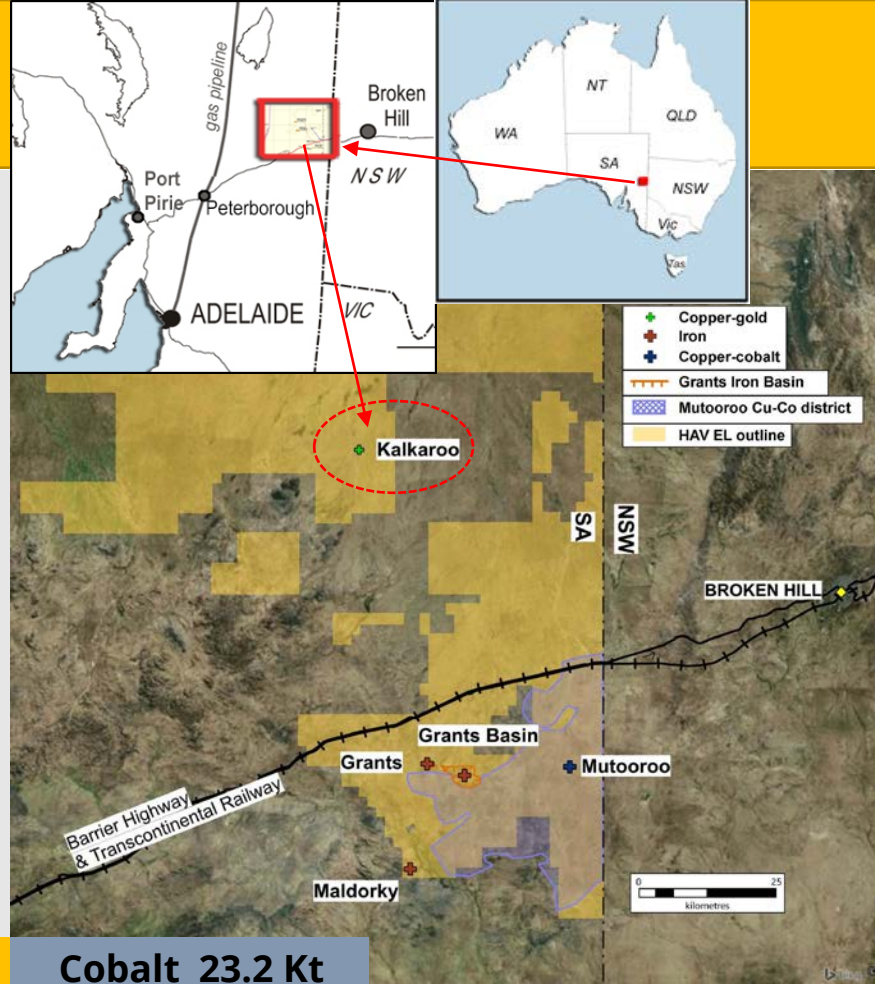 gas pipeline
Broken
Hill
NSW
Port
Pirie
Peterborough
ADELAIDE
VIC
WA
NT
QLD
SA
NSW
Vic
Tas
Copper-gold
Iron
Copper-cobalt
Grants Iron Basin
Mutooroo Cu-Co district
HAV EL outline
Kalkaroo
SA
NSW
BROKEN HILL
Grants Basin
Grants
Mutooroo
Barrier Highway
& Transcontinental Railway
Maldorky
0 25
kilometres
Cobalt 23.2 Kt